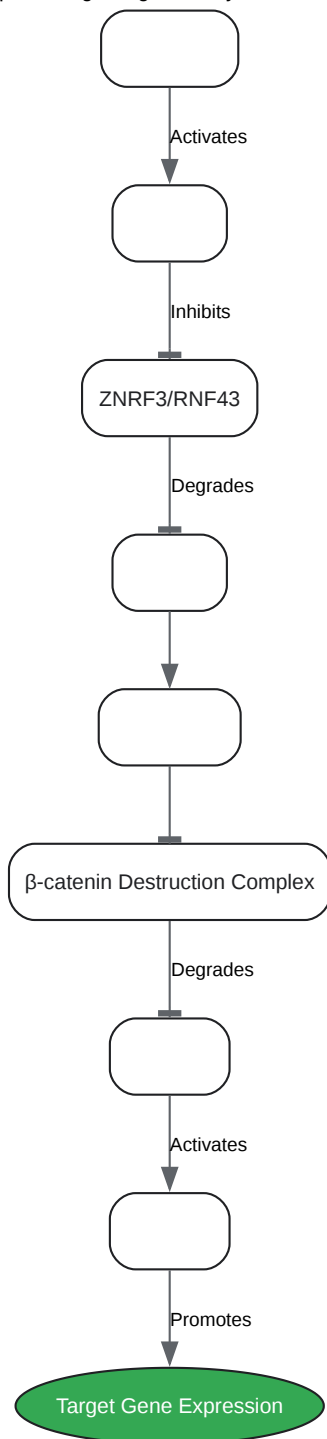 Activates
Inhibits
ZNRF3/RNF43
Degrades
β-catenin Destruction Complex
Degrades
Activates
Promotes
Target Gene Expression